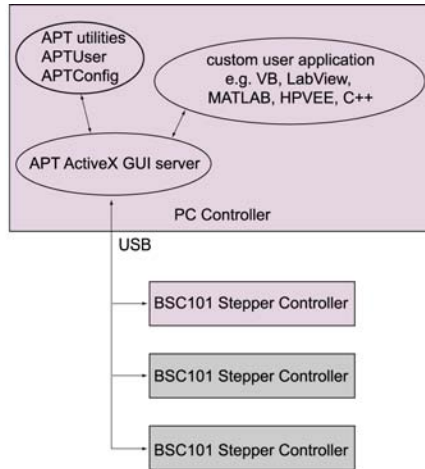 APT utilities
APTUser
APTConfig
custom user application
e.g. VB, LabView,
MATLAB, HPVEE, C++
APT ActiveX GUI server
PC Controller
USB
BSC101 Stepper Controller
BSC101 Stepper Controller
BSC101 Stepper Controller